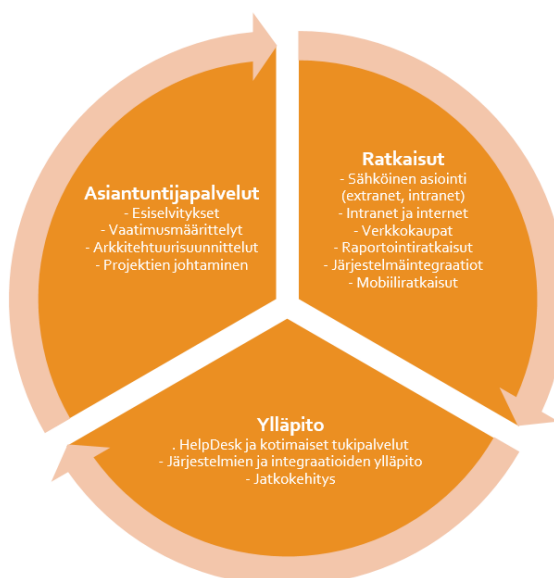 Asiantuntijapalvelut
- Esiselvitykset
- Vaatimusmäärittelyt
- Arkkitehtuurisuunnittelut
- Projektien johtaminen
Ratkaisut
- Sähköinen asiointi
(extranet, intranet)
- Intranet ja internet
- Verkkokaupat
- Raportointiratkaisut
- Järjestelmäintegraatiot
- Mobiiliratkaisut
Ylläpito
. HelpDesk ja kotimaiset tukipalvelut
- Järjestelmien ja integraatioiden ylläpito
- Jatkokehitys